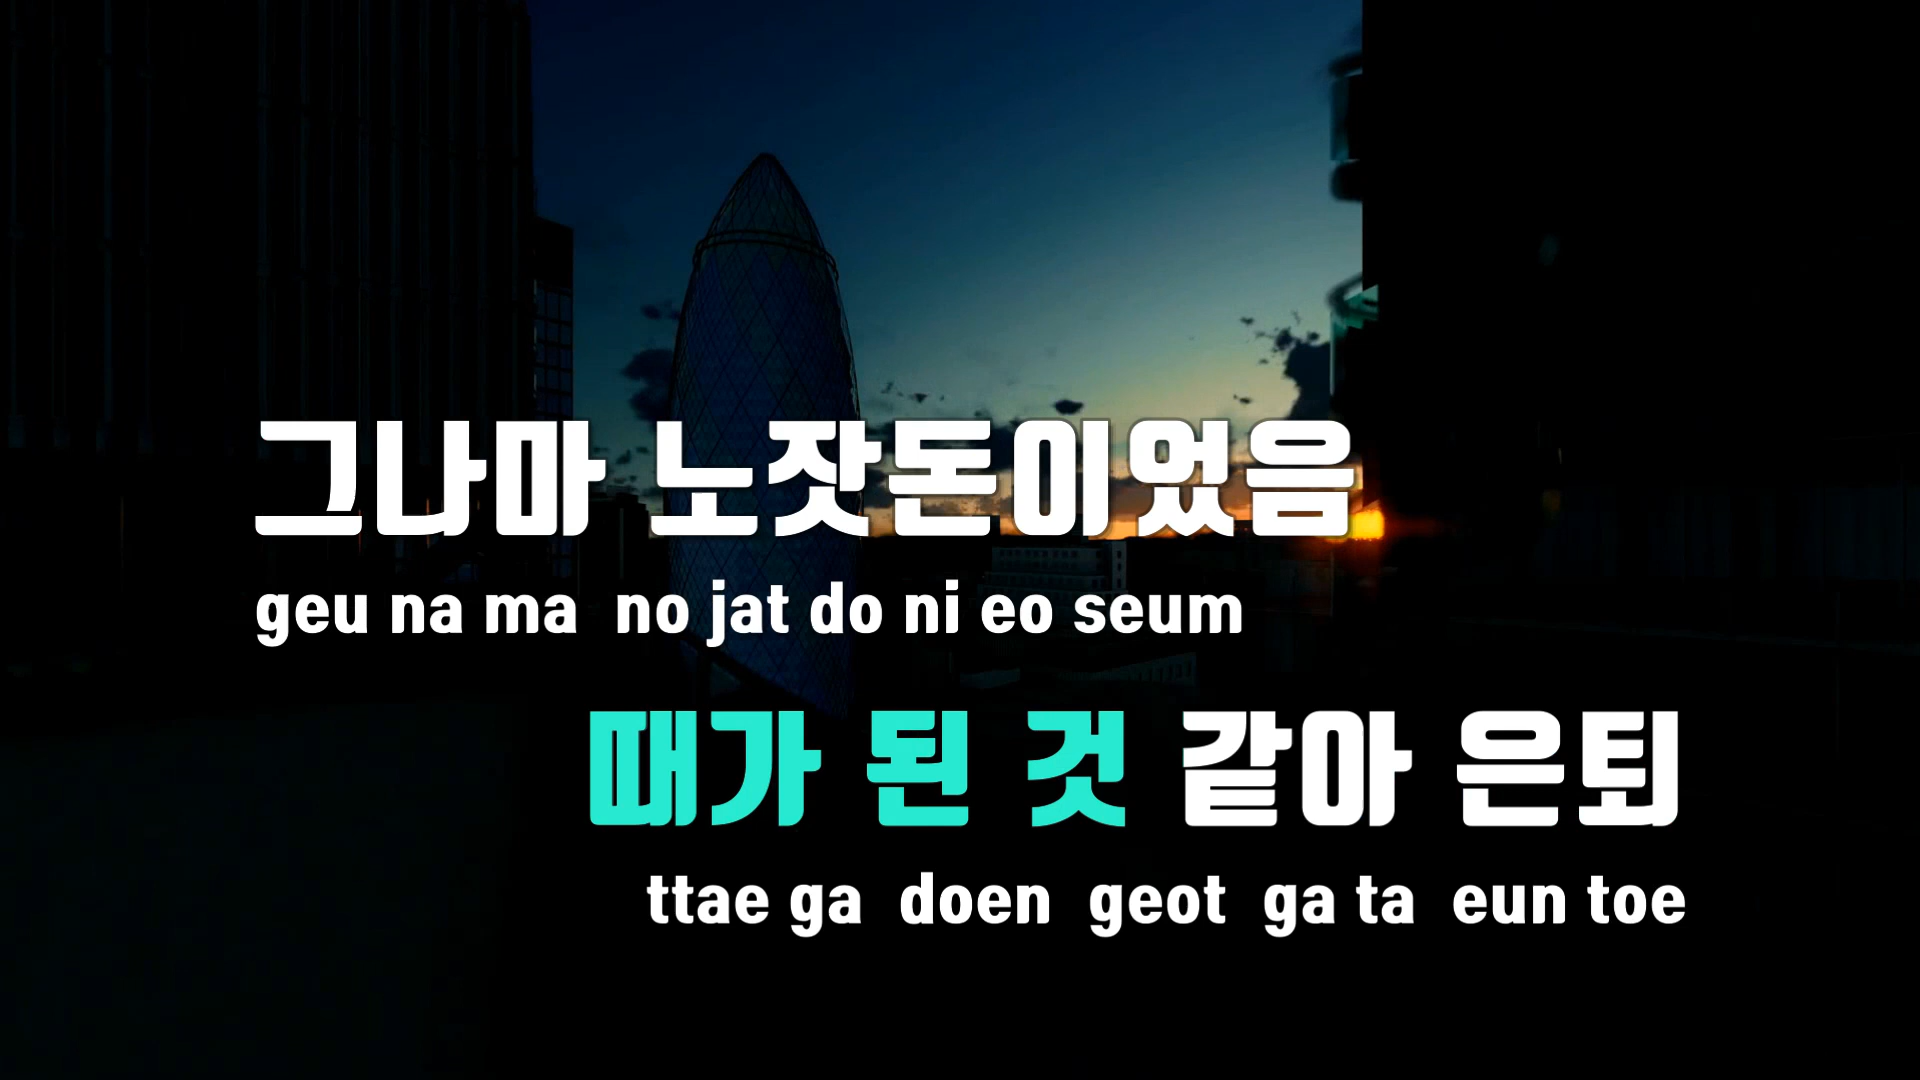 그나마 노잣돈이었음
geu na ma no jat do ni eo seum
때가 된 것 같아 은퇴
ttae ga doen geot ga ta eun toe